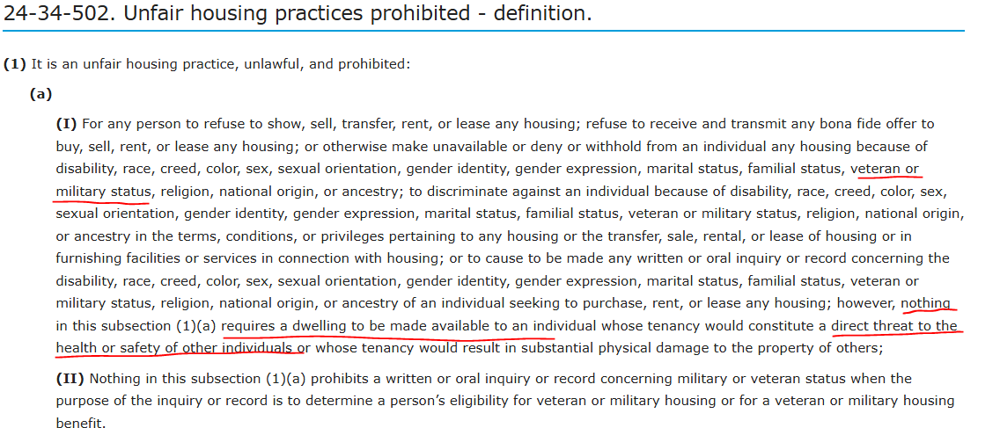 24-34-502. Unfair housing practices prohibited - definition.
(1) It is an unfair housing practice, unlawful, and prohibited:
(a)
(I) For any person to refuse to show, sell, transfer, rent, or lease any housing; refuse to receive and transmit any bona fide offer to
buy, sell, rent, or lease any housing; or otherwise make unavailable or deny or withhold from an individual any housing because of
disability, race, creed, color, sex, sexual orientation, gender identity, gender expression, marital status, familial status, veteran or
military status, religion, national origin, or ancestry; to discriminate against an individual because of disability, race, creed, color, sex,
sexual orientation, gender identity, gender expression, marital status, familial status, veteran or military status, religion, national origin,
or ancestry in the terms, conditions, or privileges pertaining to any housing or the transfer, sale, rental, or lease of housing or in
furnishing facilities or services in connection with housing; or to cause to be made any written or oral inquiry or record concerning the
disability, race, creed, color, sex, sexual orientation, gender identity, gender expression, marital status, familial status, veteran or
military status, religion, national origin, or ancestry of an individual seeking to purchase, rent, or lease any housing; however, nothing
in this subsection (1)(a) requires a dwelling to be made available to an individual whose tenancy would constitute a direct threat to the
health or safety of other individuals or whose tenancy would result in substantial physical damage to the property of others;
(II) Nothing in this subsection (1)(a) prohibits a written or oral inquiry or record concerning military or veteran status when the
purpose of the inquiry or record is to determine a person's eligibility for veteran or military housing or for a veteran or military housing
benefit.